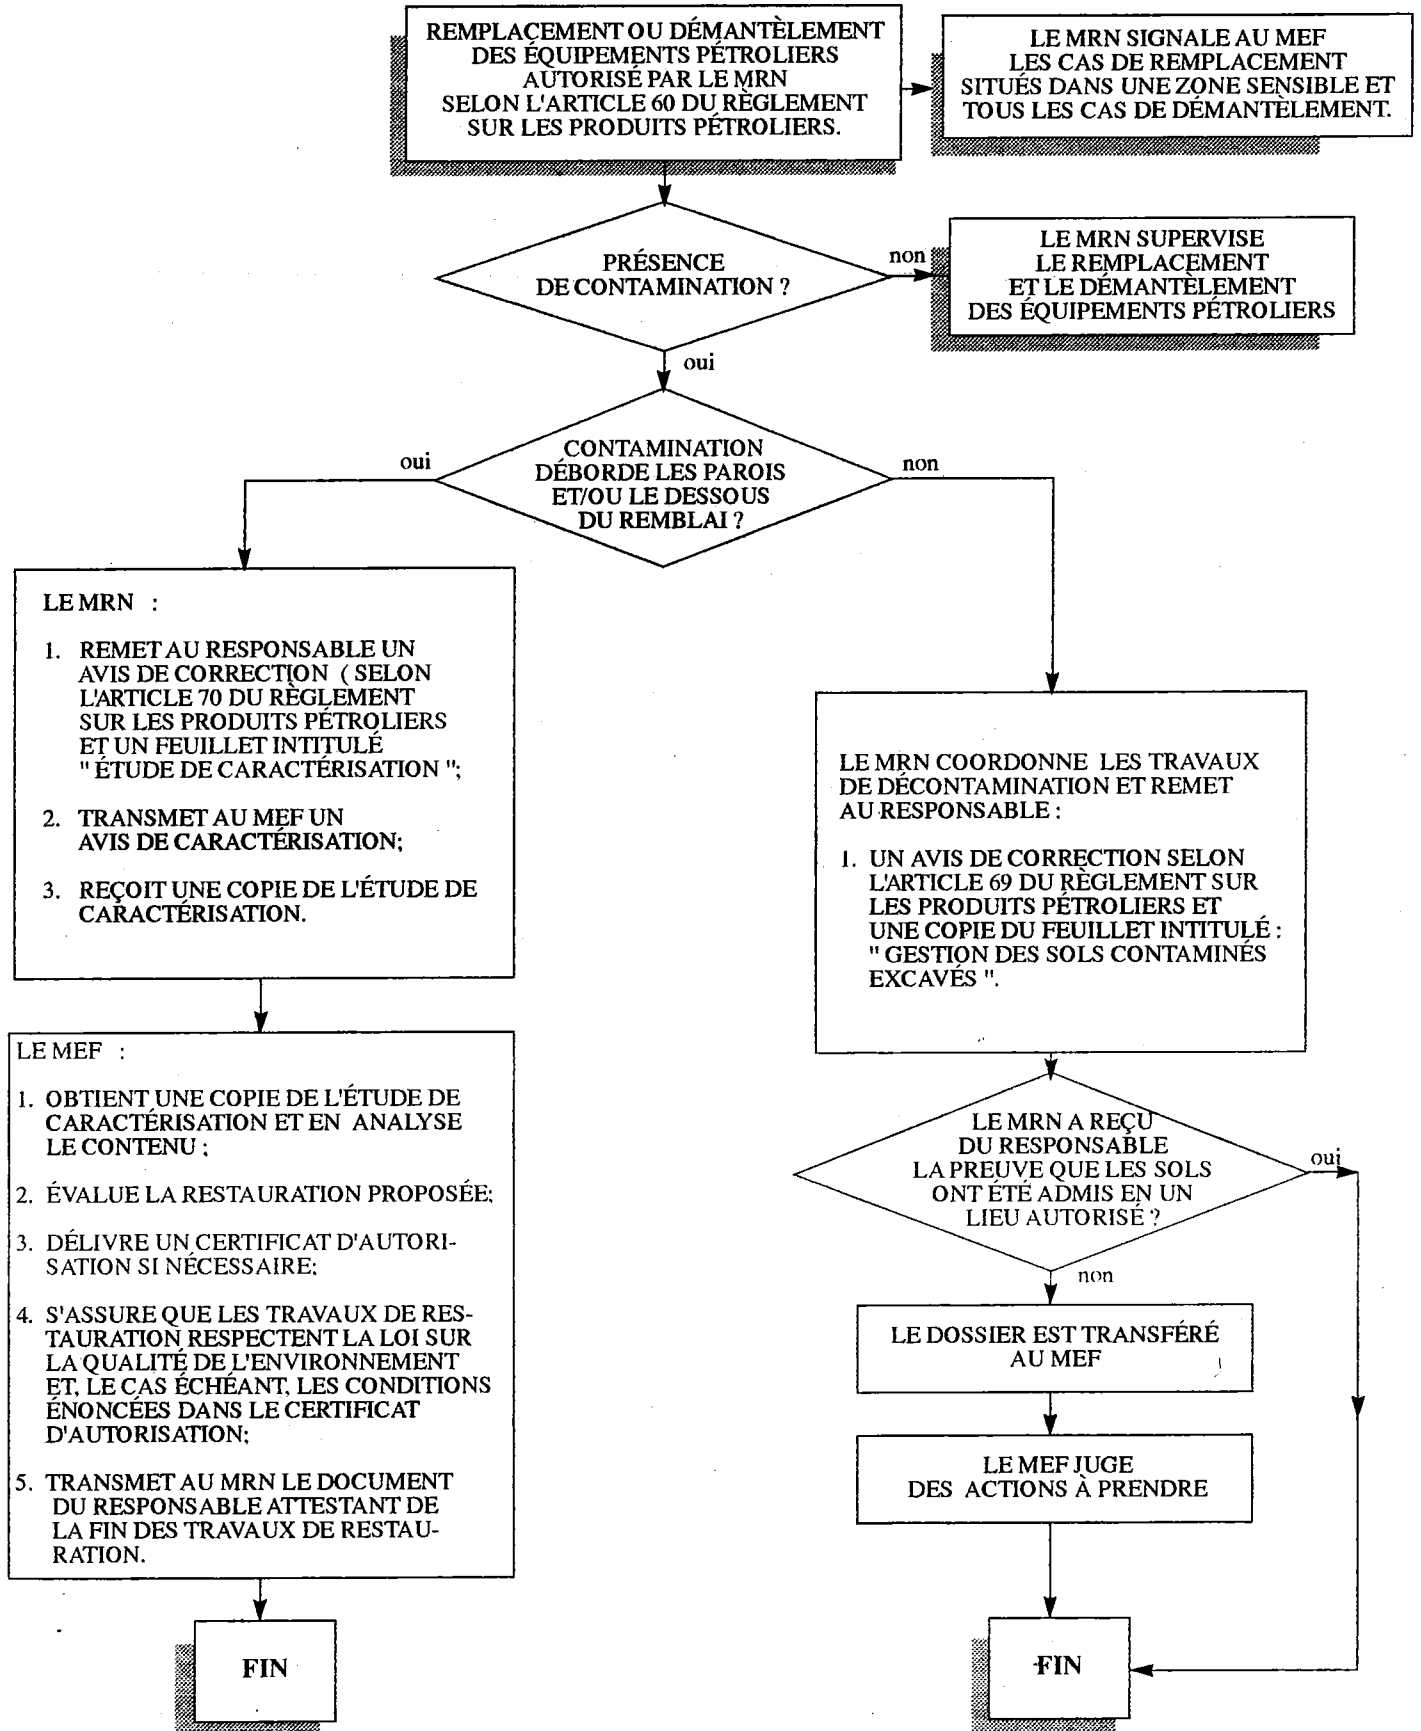 REMPLACEMENT OU DÉMANTÈLEMENT
DES ÉQUIPEMENTS PÉTROLIERS
AUTORISÉ PAR LE MRN
SELON L'ARTICLE 60 DU RÈGLEMENT
SUR LES PRODUITS PÉTROLIERS.
LE MRN SIGNALE AU MEF
LES CAS DE REMPLACEMENT
SITUÉS DANS UNE ZONE SENSIBLE ET
TOUS LES CAS DE DÉMANTÈLEMENT.
PRÉSENCE
DE CONTAMINATION ?
non
LE MRN SUPERVISE
LE REMPLACEMENT
ET LE DÉMANTÈLEMENT
DES ÉQUIPEMENTS PÉTROLIERS
oui
CONTAMINATION
DÉBORDE LES PAROIS
ET/OU LE DESSOUS
DU REMBLAI ?
oui
non
LE MRN :
1. REMET AU RESPONSABLE UN
AVIS DE CORRECTION ( SELON
L'ARTICLE 70 DU RÈGLEMENT
SUR LES PRODUITS PÉTROLIERS
ET UN FEUILLET INTITULÉ
" ÉTUDE DE CARACTÉRISATION ";
2. TRANSMET AU MEF UN
AVIS DE CARACTÉRISATION;
3. REÇOIT UNE COPIE DE L'ÉTUDE DE
CARACTÉRISATION.
LE MEF :
1. OBTIENT UNE COPIE DE L'ÉTUDE DE
CARACTÉRISATION ET EN ANALYSE
LE CONTENU ;
2. ÉVALUE LA RESTAURATION PROPOSÉE;
3. DÉLIVRE UN CERTIFICAT D'AUTORI-
SATION SI NÉCESSAIRE;
4. S'ASSURE QUE LES TRAVAUX DE RES-
TAURATION RESPECTENT LA LOI SUR
LA QUALITÉ DE L'ENVIRONNEMENT
ET, LE CAS ÉCHÉANT, LES CONDITIONS
ÉNONCÉES DANS LE CERTIFICAT
D'AUTORISATION;
5. TRANSMET AU MRN LE DOCUMENT
DU RESPONSABLE ATTESTANT DE
LA FIN DES TRAVAUX DE RESTAU-
RATION.
FIN
LE MRN COORDONNE LES TRAVAUX
DE DÉCONTAMINATION ET REMET
AU RESPONSABLE :
1. UN AVIS DE CORRECTION SELON
L'ARTICLE 69 DU RÈGLEMENT SUR
LES PRODUITS PÉTROLIERS ET
UNE COPIE DU FEUILLET INTITULÉ :
" GESTION DES SOLS CONTAMINÉS
EXCAVÉS ".
LE MRN A REÇU
DU RESPONSABLE
LA PREUVE QUE LES SOLS
ONT ÉTÉ ADMIS EN UN
LIEU AUTORISÉ ?
oui
non
LE DOSSIER EST TRANSFÉRÉ
AU MEF
LE MEF JUGE
DES ACTIONS À PRENDRE
FIN